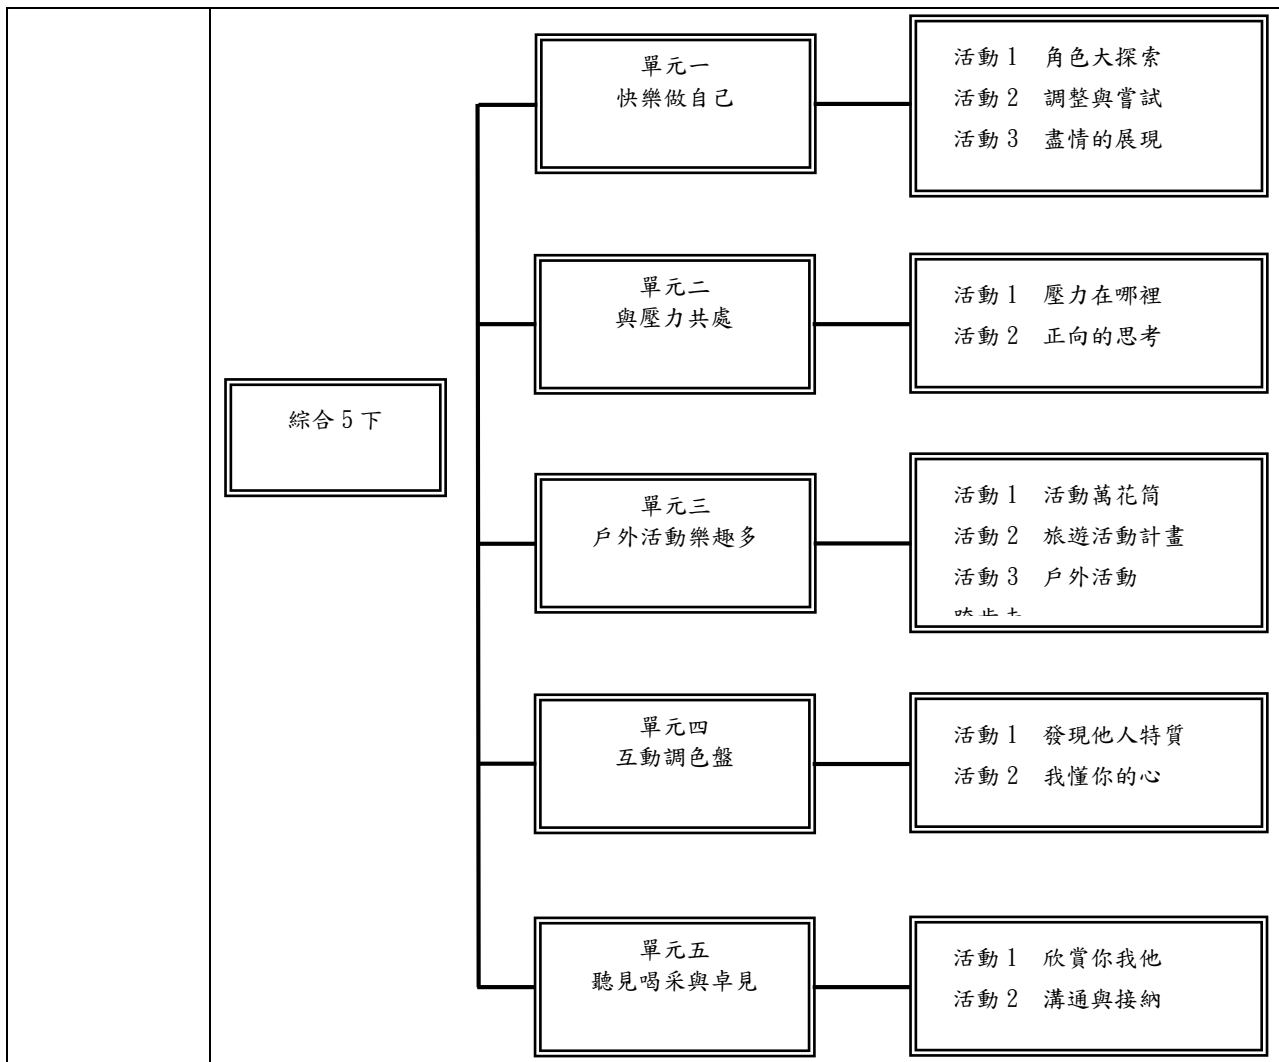 綜合5下
單元一
快樂做自己
活動1 角色大探索
活動2 調整與嘗試
活動3 盡情的展現
單元二
與壓力共處
活動1 壓力在哪裡
活動2 正向的思考
單元三
戶外活動樂趣多
活動1 活動萬花筒
活動2 旅遊活動計畫
活動3 戶外活動
單元四
互動調色盤
活動1 發現他人特質
活動2 我懂你的心
單元五
聽見喝采與卓見
活動1 欣賞你我他
活動2 溝通與接納